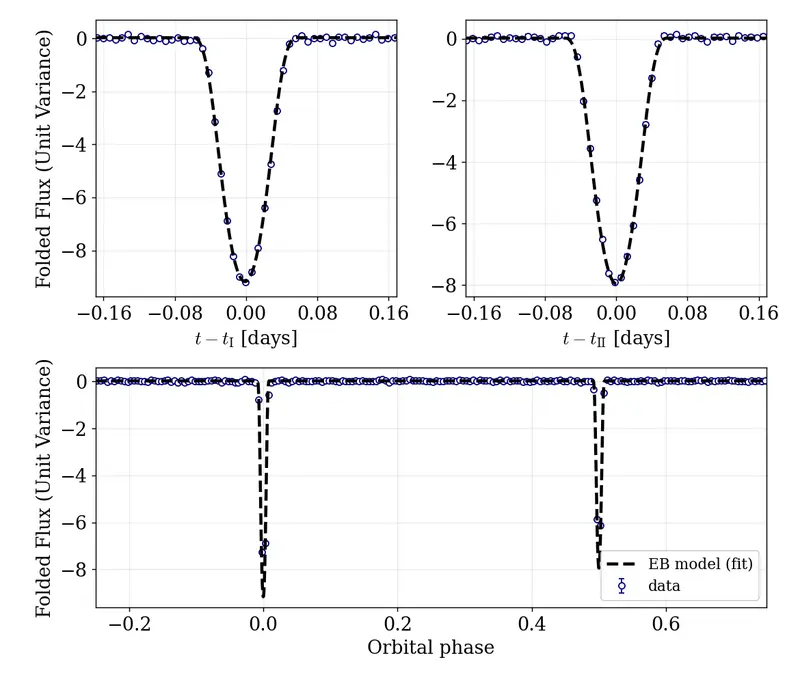 Folded Flux (Unit Variance)
0
−2
−4
−6
−8
−0.16 −0.08 0.00 0.08 0.16
t − tI [days]
0
−2
−4
−6
−8
−0.16 −0.08 0.00 0.08 0.16
t − tII [days]
Folded Flux (Unit Variance)
0
−2
−4
−6
−8
EB model (fit)
data
−0.2 0.0 0.2 0.4 0.6
Orbital phase